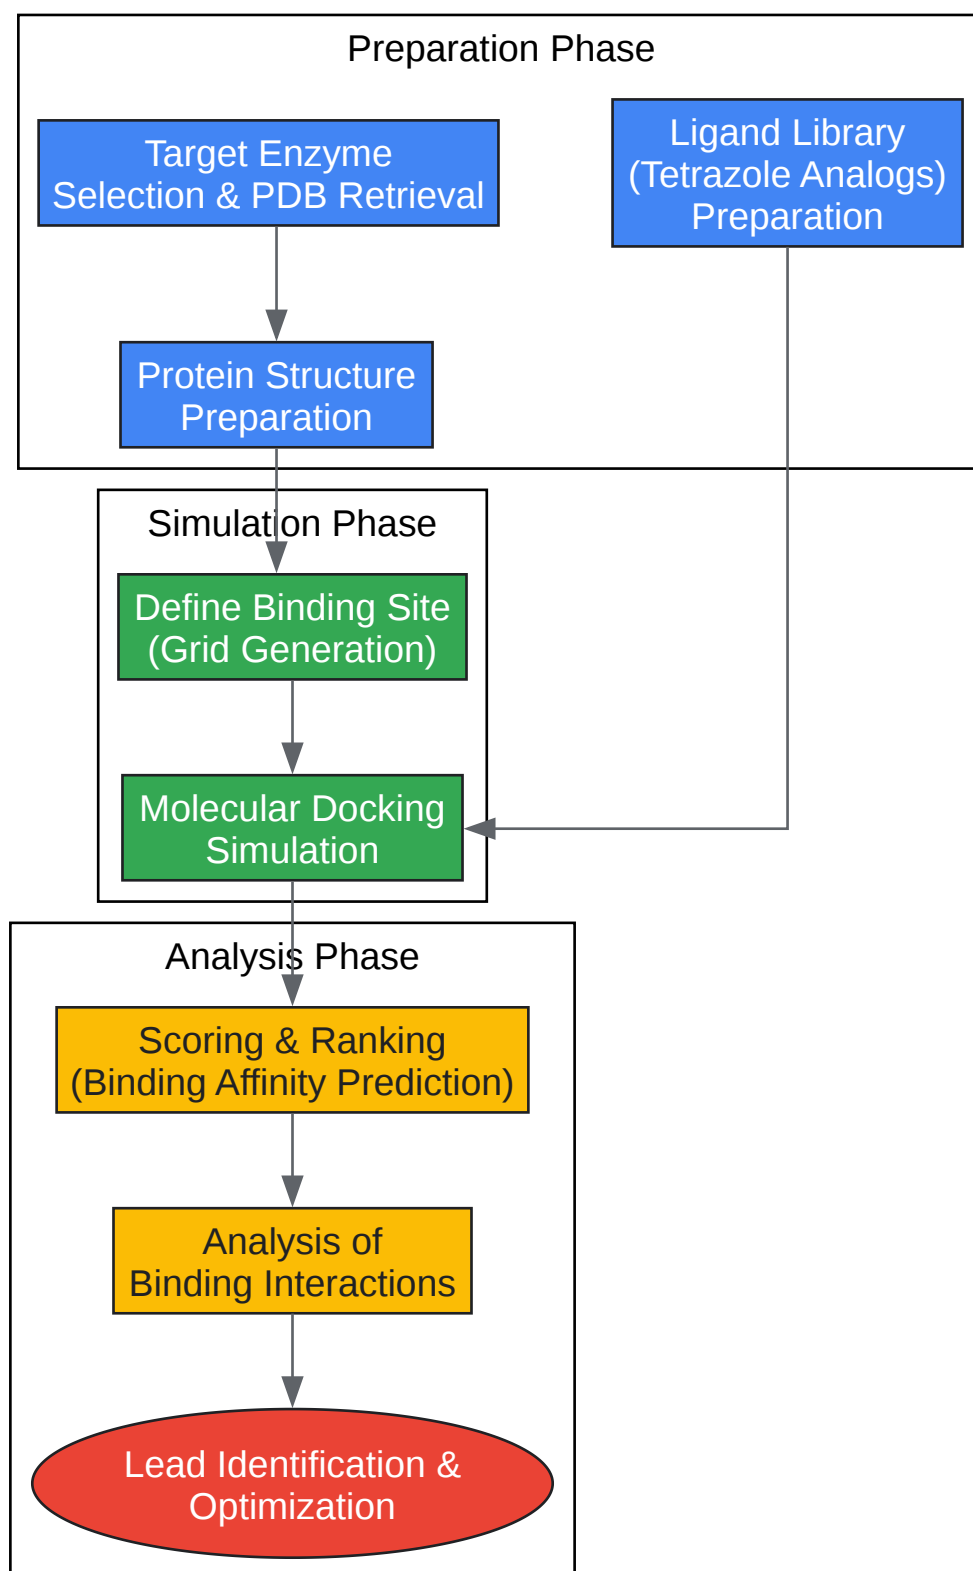 Preparation Phase
Target Enzyme
Selection & PDB Retrieval
Ligand Library
(Tetrazole Analogs)
Preparation
Protein Structure
Preparation
Simulation Phase
Define Binding Site
(Grid Generation)
Molecular Docking
Simulation
Analysis Phase
Scoring & Ranking
(Binding Affinity Prediction)
Analysis of
Binding Interactions
Lead Identification &
Optimization